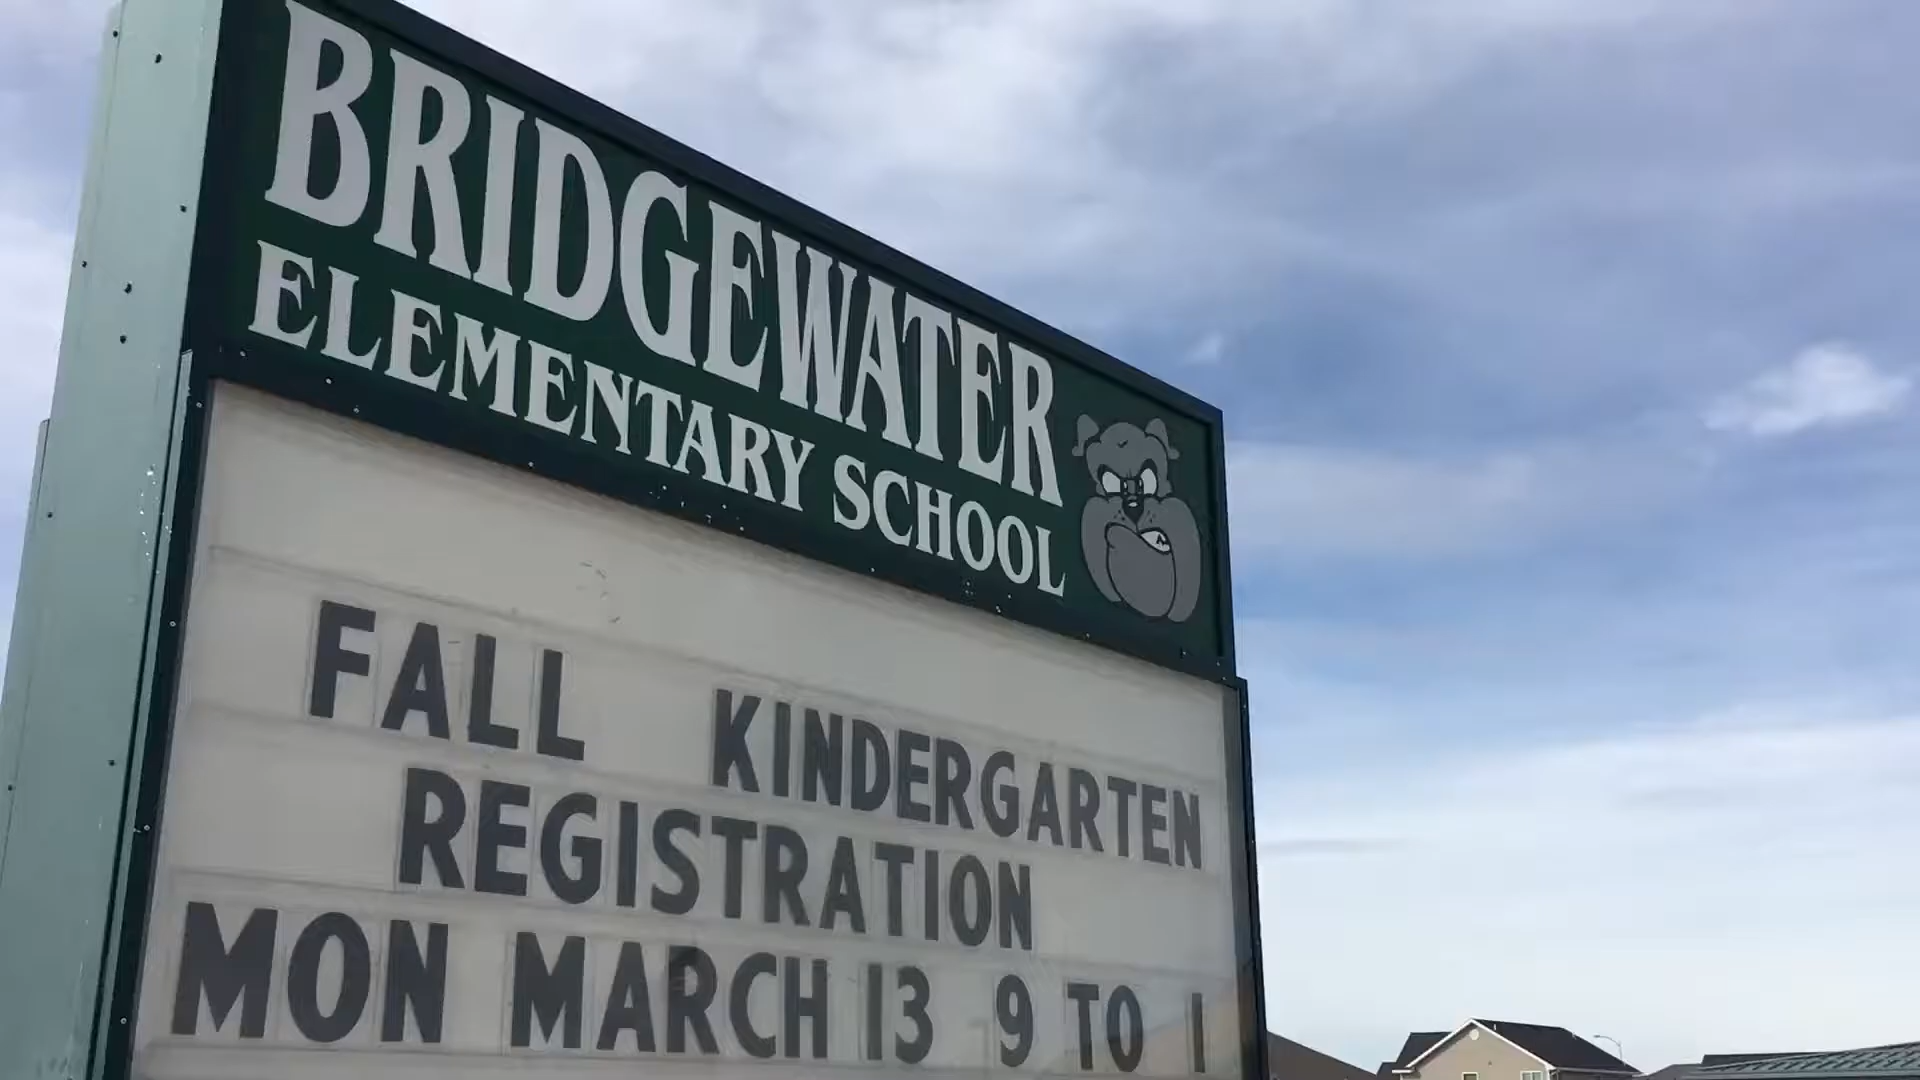 BRIDGEWATER
ELEMENTARY SCHOOL
FALL KINDERGARTEN
REGISTRATION
MON MARCH 13 9 TO 1